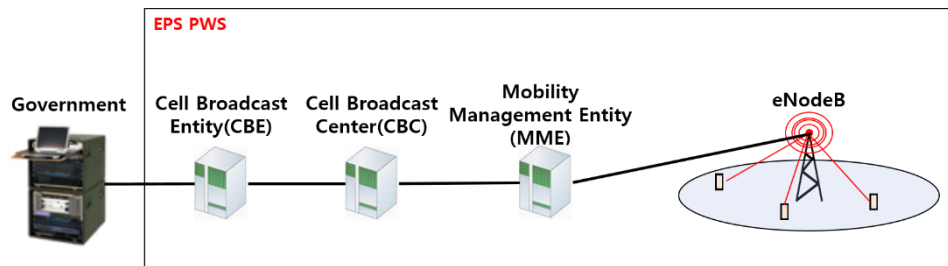 EPS PWS
Government
Cell Broadcast
Entity(CBE)
Cell Broadcast
Center(CBC)
Mobility
Management Entity
(MME)
eNodeB